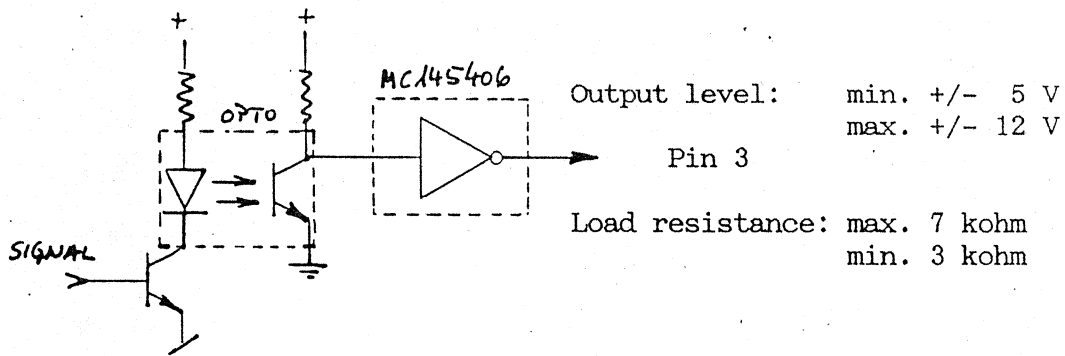 + +
MC145406
OPTO
SIGNAL
Output level: min. +/- 5 V
max. +/- 12 V
Pin 3
Load resistance: max. 7 kohm
min. 3 kohm